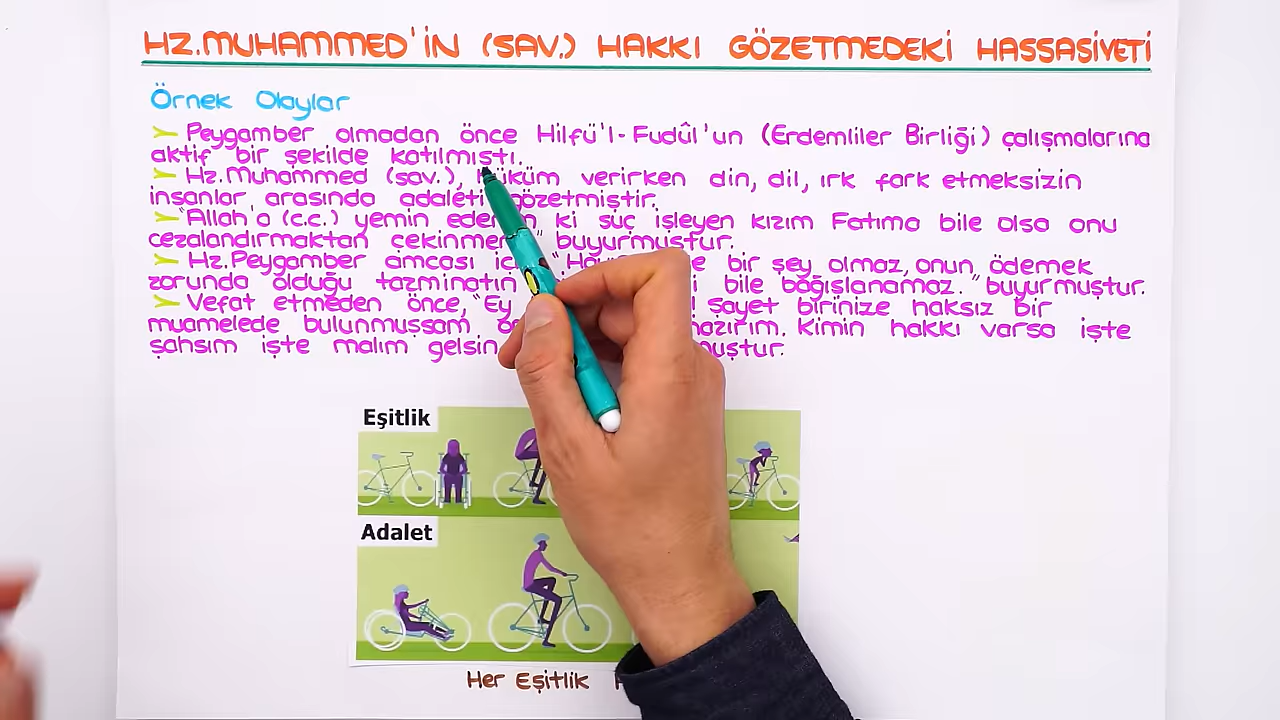 HZ.MUHAMMED'İN (SAV.) HAKKI GÖZETMEDEKİ HASSASİYETİ
Örnek Olaylar
Peygamber olmadan önce Hilfü'l-Fudûl'un (Erdemliler Birliği) çalışmalarına
aktif bir şekilde katılmıştı.
Hz.Muhammed (sav.), hüküm verirken din, dil, ırk fark etmeksizin
insanlar arasında adaleti gözetmiştir.
"Allah'a (c.c.) yemin ederim ki suç işleyen kızım Fatıma bile olsa onu
cezalandırmaktan çekinmem" buyurmuştur.
Hz.Peygamber amcası bir şey olmaz, onun ödemek
zorunda olduğu tazminatın bile bağışlanamaz." buyurmuştur.
Vefat etmeden önce, "Ey Şayet birinize haksız bir
muamelede bulunmuşsam hazırım. Kimin hakkı varsa işte
şahsım işte malım gelsin
Eşitlik
Adalet
Her Eşitlik